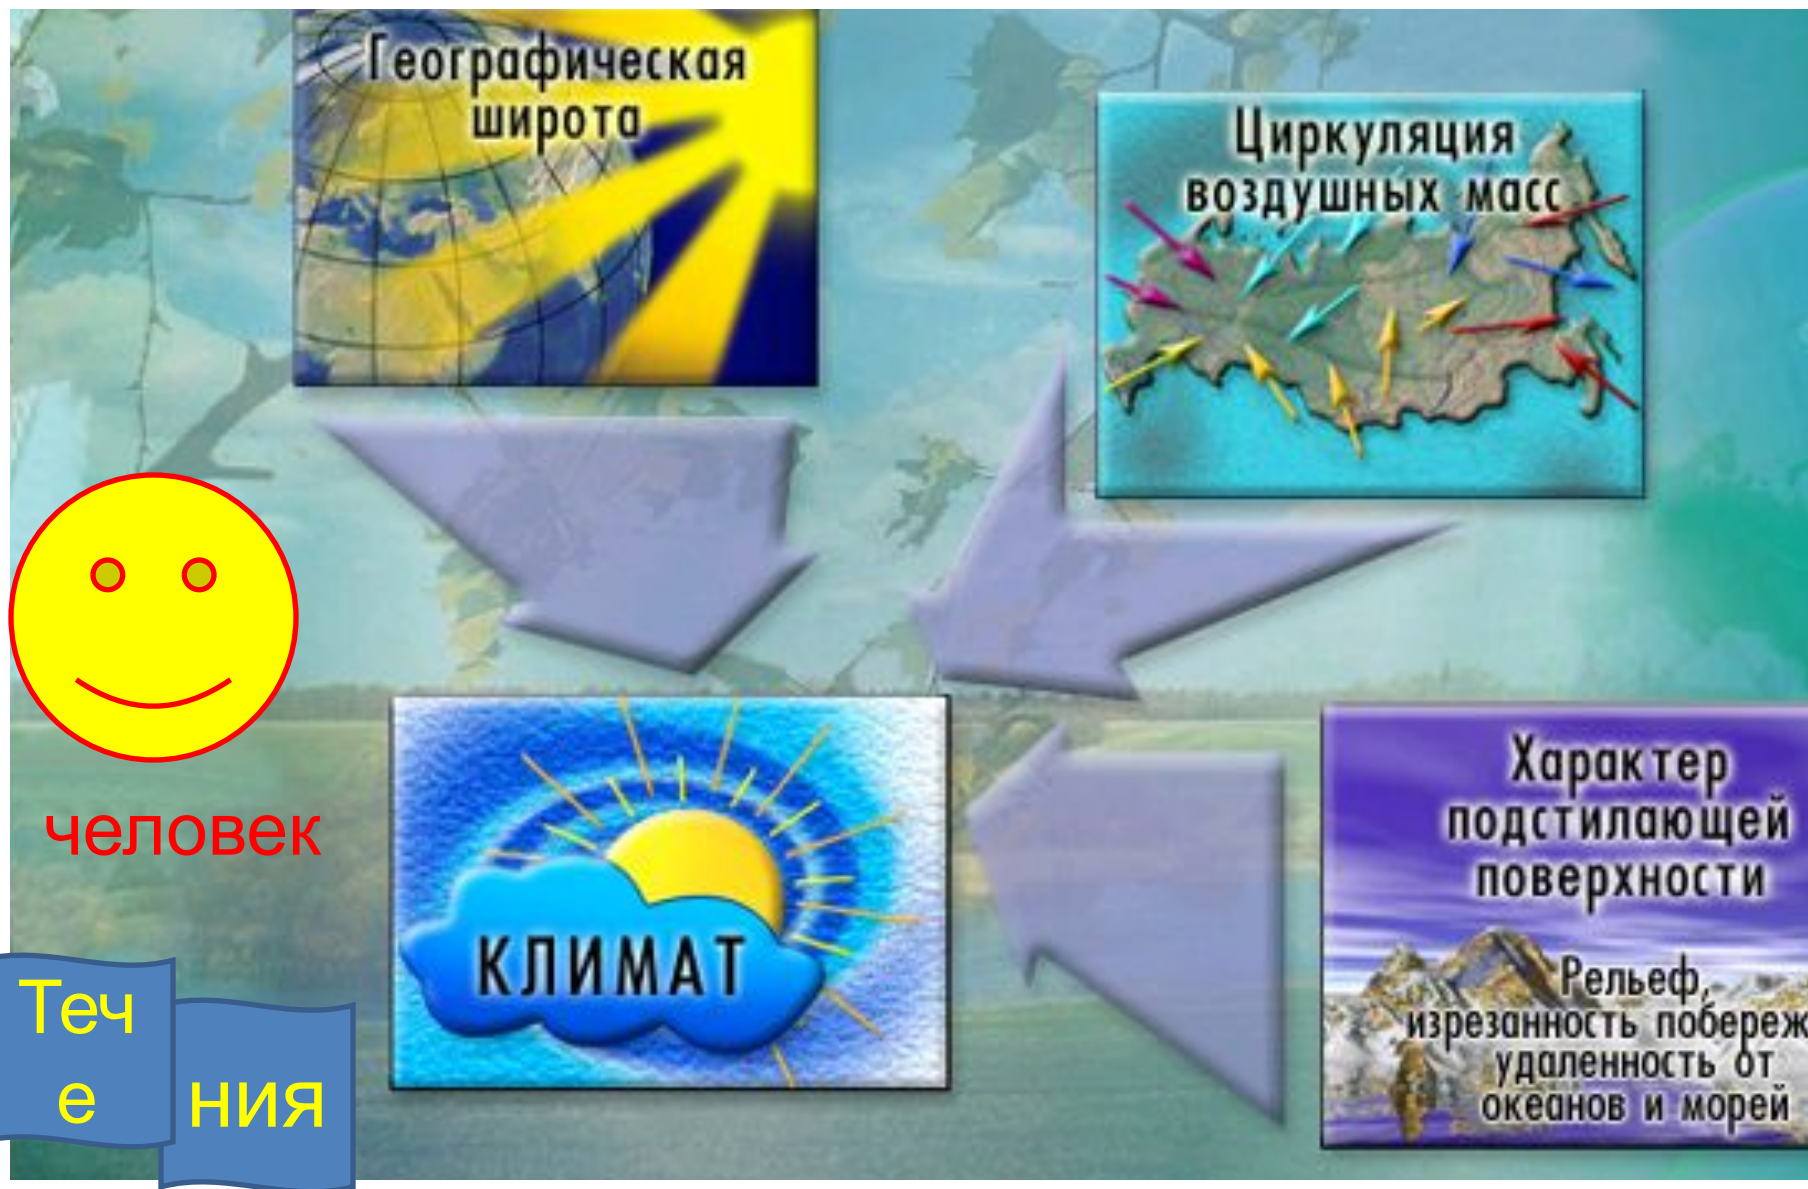 Географическая
широта
Циркуляция
воздушных масс
человек
КЛИМАТ
Характер
подстилающей
поверхности
Рельеф,
изрезанность побереж
удаленность от
океанов и морей
Теч
е
ния